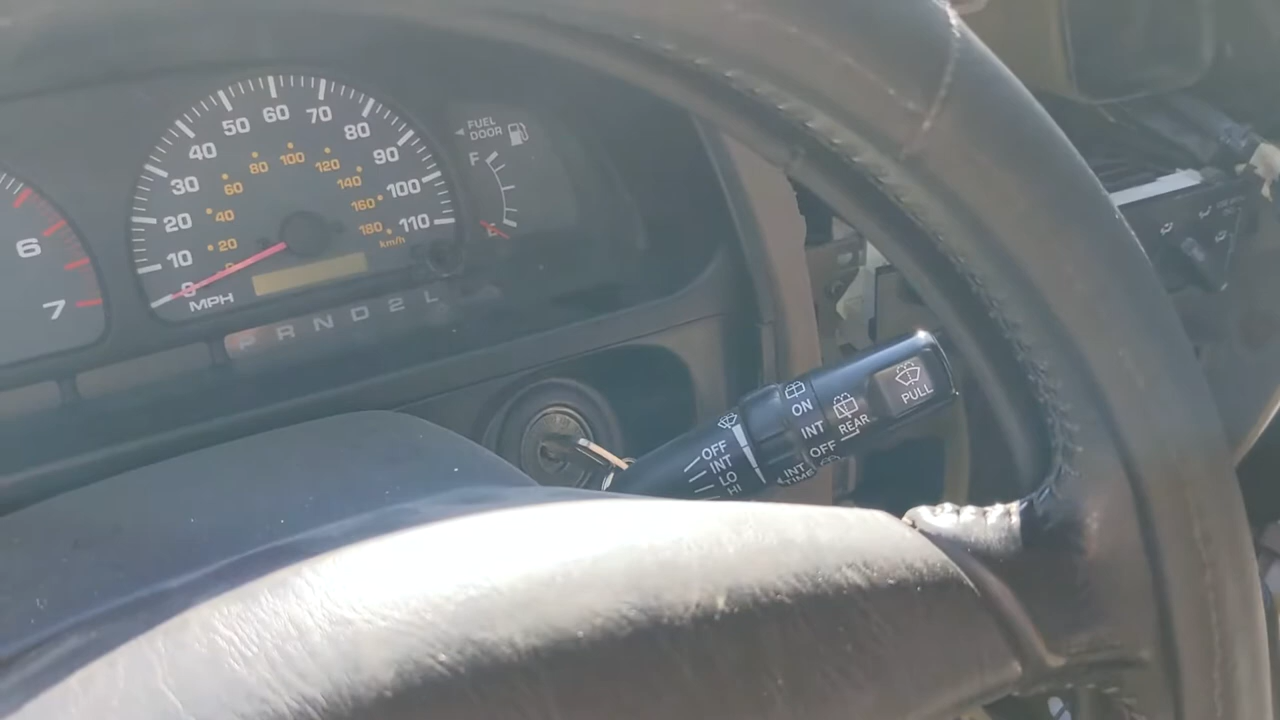 6
7
0
10
20
30
40
50
60
70
80
90
100
110
MPH
0
20
40
60
80
100
120
140
160
180
km/h
FUEL
DOOR
F
P R N D 2 L
OFF
INT
LO
HI
ON
INT
OFF
INT
TIME
REAR
PULL